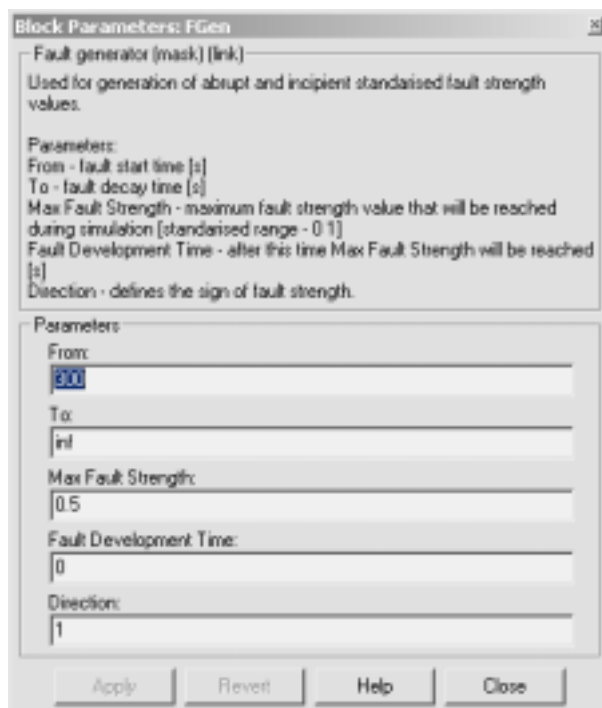 Block Parameters: FGen
Fault generator (mask) (link)
Used for generation of abrupt and incipient standarised fault strength
values.
Parameters:
From - fault start time [s]
To - fault decay time [s]
Max Fault Strength - maximum fault strength value that will be reached
during simulation [standarised range - 0 1]
Fault Development Time - after this time Max Fault Strength will be reached
[s]
Direction - defines the sign of fault strength.
Parameters
From:
300
To:
inf
Max Fault Strength:
0.5
Fault Development Time:
0
Direction:
1
Apply Revert Help Close